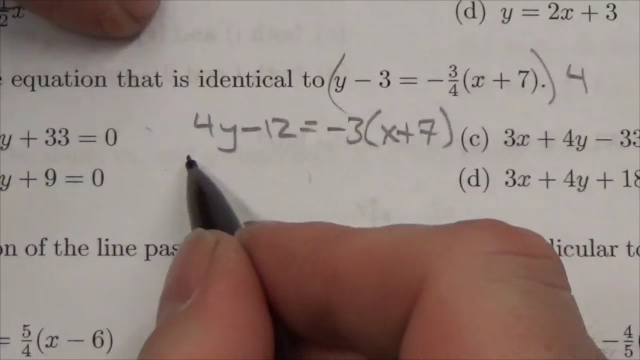 (d) y = 2x + 3
equation that is identical to (y − 3 = −3/4(x + 7).) 4
4y − 12 = −3(x + 7)
y + 33 = 0
(c) 3x + 4y − 33
y + 9 = 0
(d) 3x + 4y + 18
on of the line pas
dicular to
= 5/4(x − 6)
−4/5